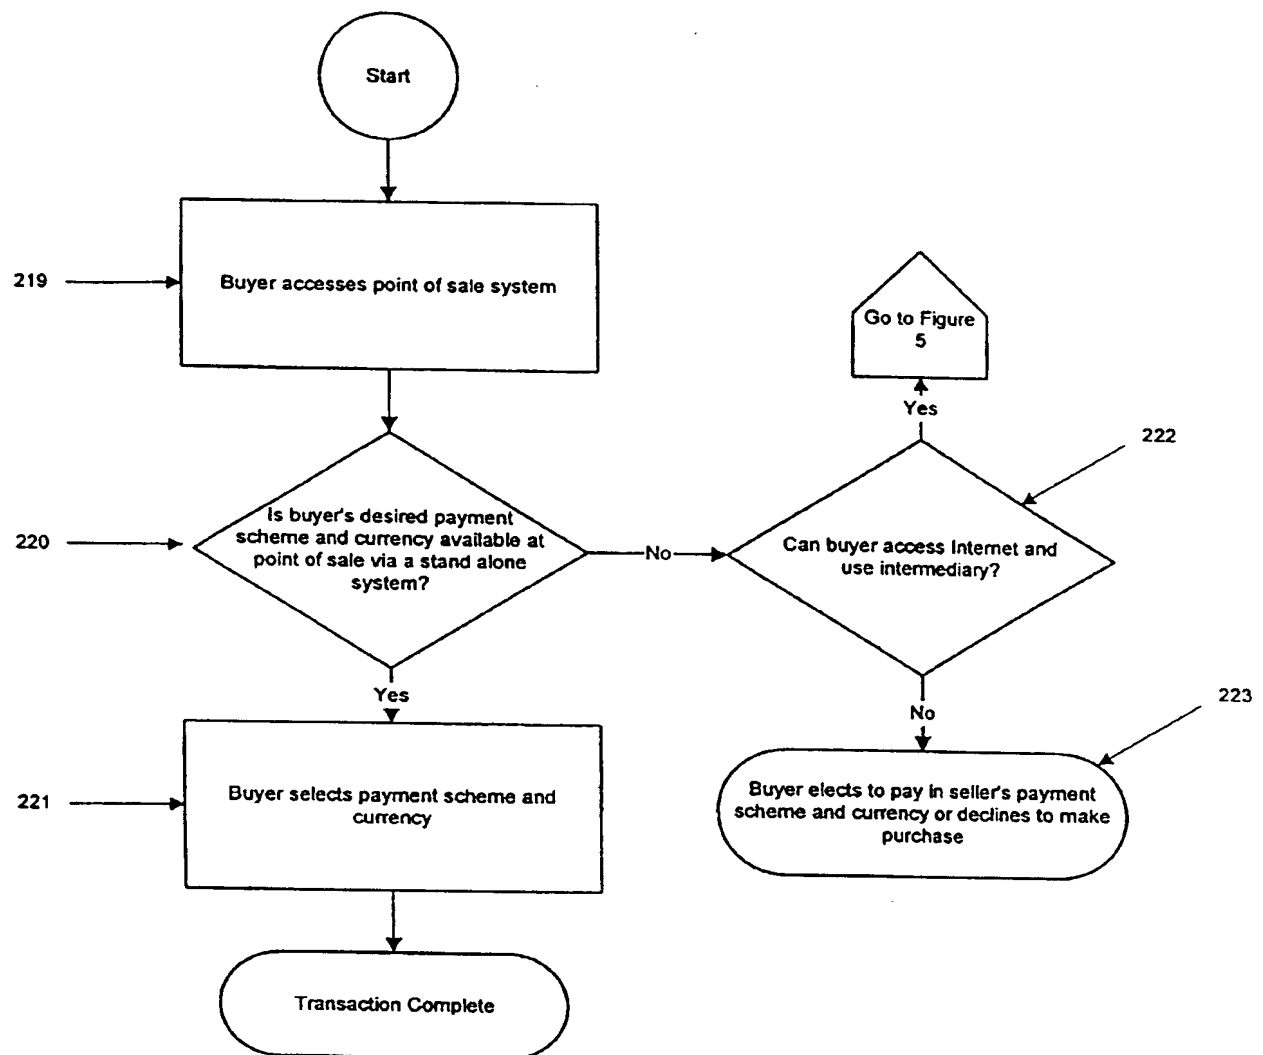 Start
219
Buyer accesses point of sale system
Go to Figure
5
Yes
222
220
Is buyer's desired payment
scheme and currency available at
point of sale via a stand alone
system?
No
Can buyer access Internet and
use intermediary?
Yes
No
223
221
Buyer selects payment scheme and
currency
Buyer elects to pay in seller's payment
scheme and currency or declines to make
purchase
Transaction Complete